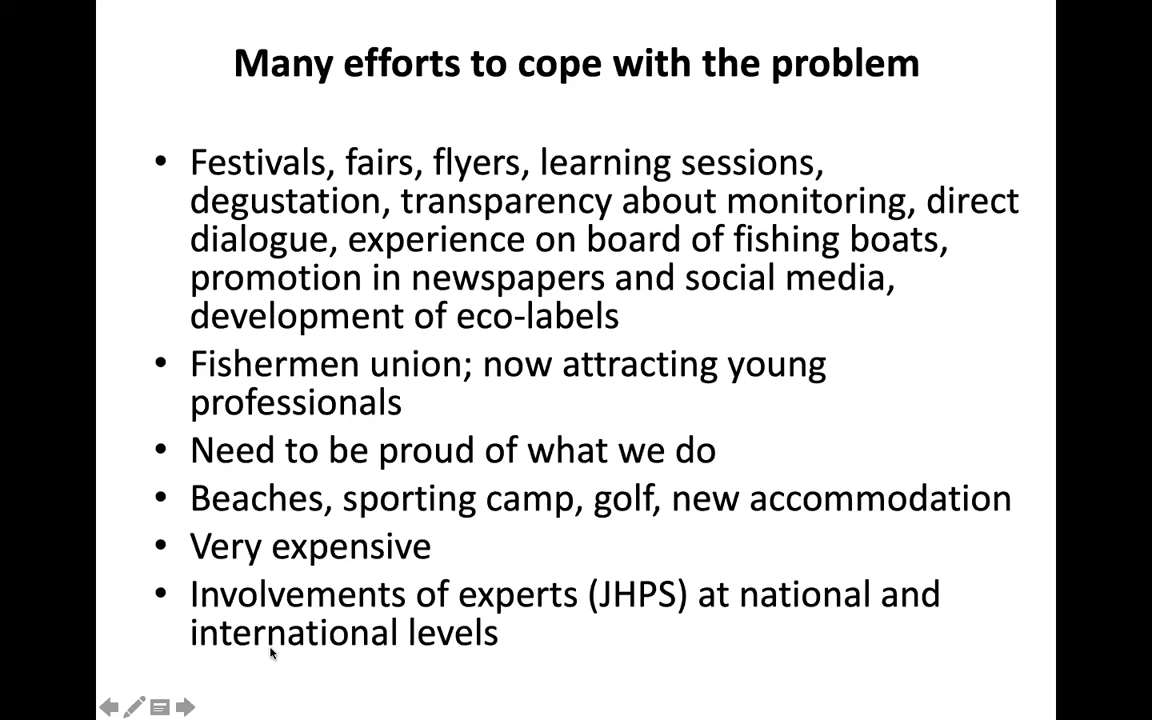 Many efforts to cope with the problem
• Festivals, fairs, flyers, learning sessions,
degustation, transparency about monitoring, direct
dialogue, experience on board of fishing boats,
promotion in newspapers and social media,
development of eco-labels
• Fishermen union; now attracting young
professionals
• Need to be proud of what we do
• Beaches, sporting camp, golf, new accommodation
• Very expensive
• Involvements of experts (JHPS) at national and
international levels